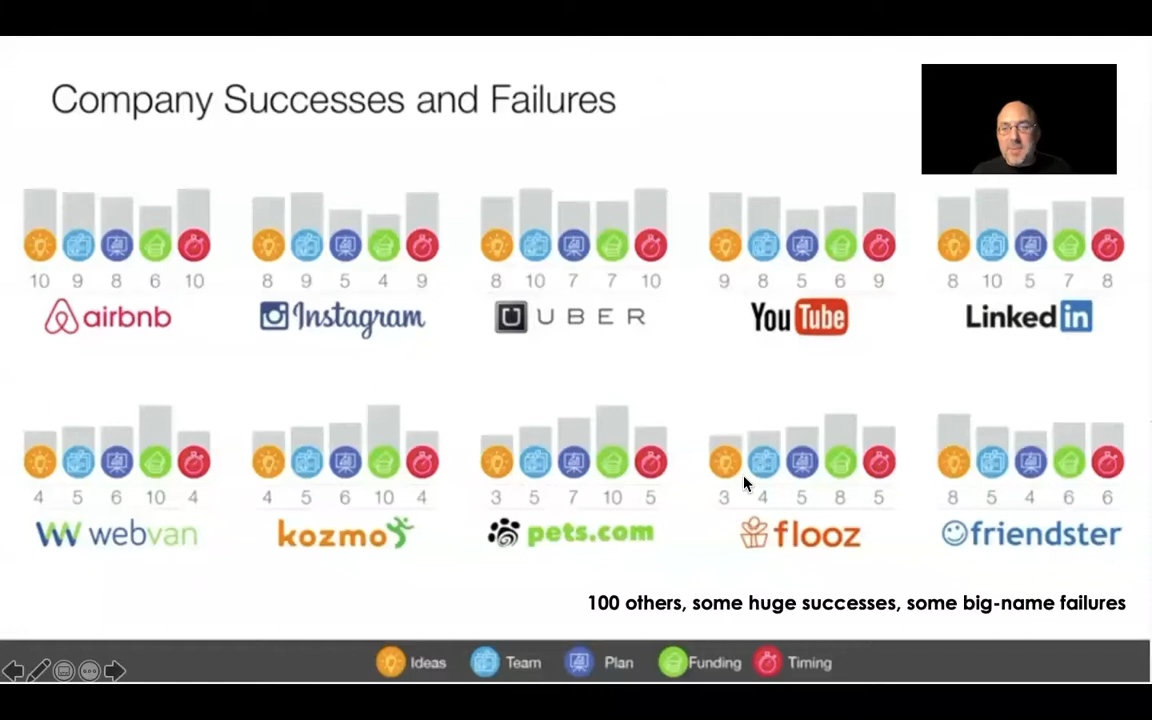 Company Successes and Failures
10 9 8 6 10
8 9 5 4 9
8 10 7 7 10
9 8 5 6 9
8 10 5 7 8
airbnb
Instagram
UBER
YouTube
Linked in
4 5 6 10 4
4 5 6 10 4
3 5 7 10 5
3 4 5 8 5
8 5 4 6 6
webvan
kozmo
pets.com
flooz
friendster
100 others, some huge successes, some big-name failures
Ideas Team Plan Funding Timing